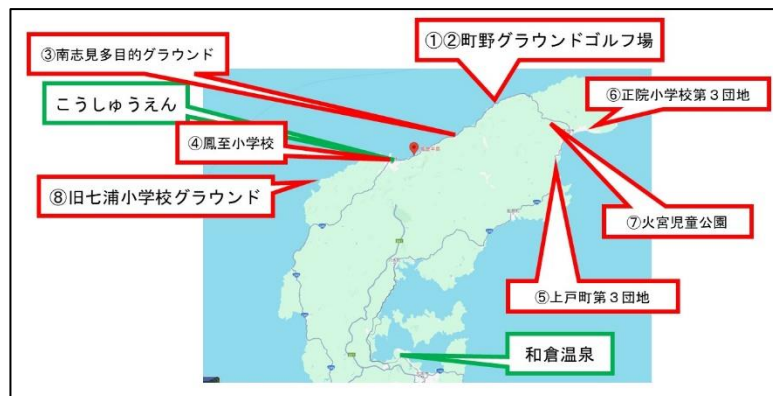 ①②町野グラウンドゴルフ場
③南志見多目的グラウンド
⑥正院小学校第３団地
こうしゅうえん
④鳳至小学校
⑧旧七浦小学校グラウンド
⑦火宮児童公園
⑤上戸町第３団地
和倉温泉